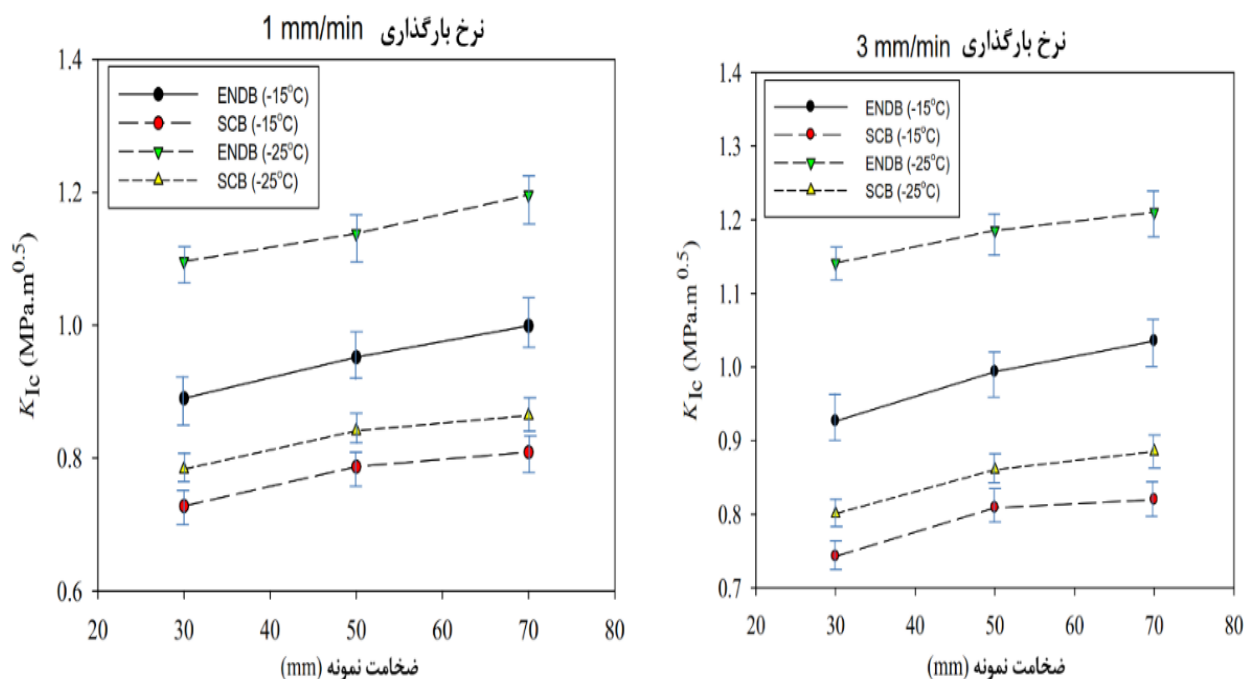 نرخ بارگذاری 1 mm/min
1.4
1.2
1.0
0.8
0.6
K_Ic (MPa.m^0.5)
ENDB (-15°C)
SCB (-15°C)
ENDB (-25°C)
SCB (-25°C)
20 30 40 50 60 70 80
ضخامت نمونه (mm)
نرخ بارگذاری 3 mm/min
1.4
1.3
1.2
1.1
1.0
0.9
0.8
0.7
K_Ic (MPa.m^0.5)
ENDB (-15°C)
SCB (-15°C)
ENDB (-25°C)
SCB (-25°C)
20 30 40 50 60 70 80
ضخامت نمونه (mm)